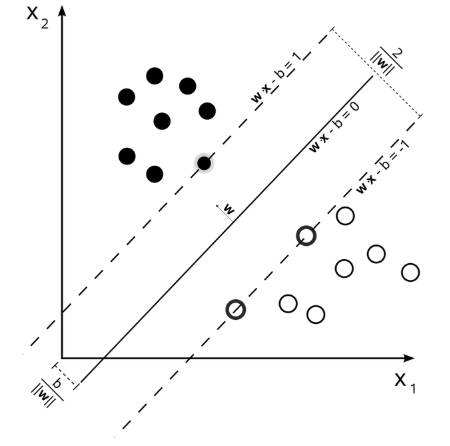 X₂
w x - b = 1
2
‖w‖
w x - b = 0
w x - b = -1
w
b
‖w‖
X₁